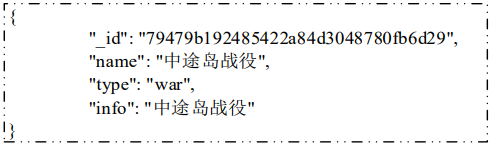 {
"_id": "79479b192485422a84d3048780fb6d29",
"name": "中途岛战役",
"type": "war",
"info": "中途岛战役"
}